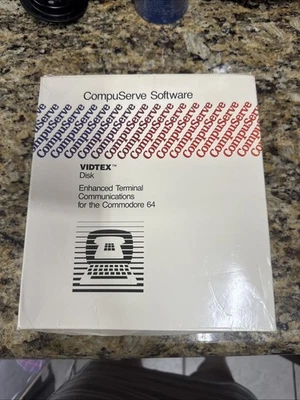 CompuServe Software
CompuServe CompuServe CompuServe CompuServe CompuServe CompuServe CompuServe CompuServe CompuServe CompuServe CompuServe CompuServe CompuServe
VIDTEX™
Disk
Enhanced Terminal
Communications
for the Commodore 64